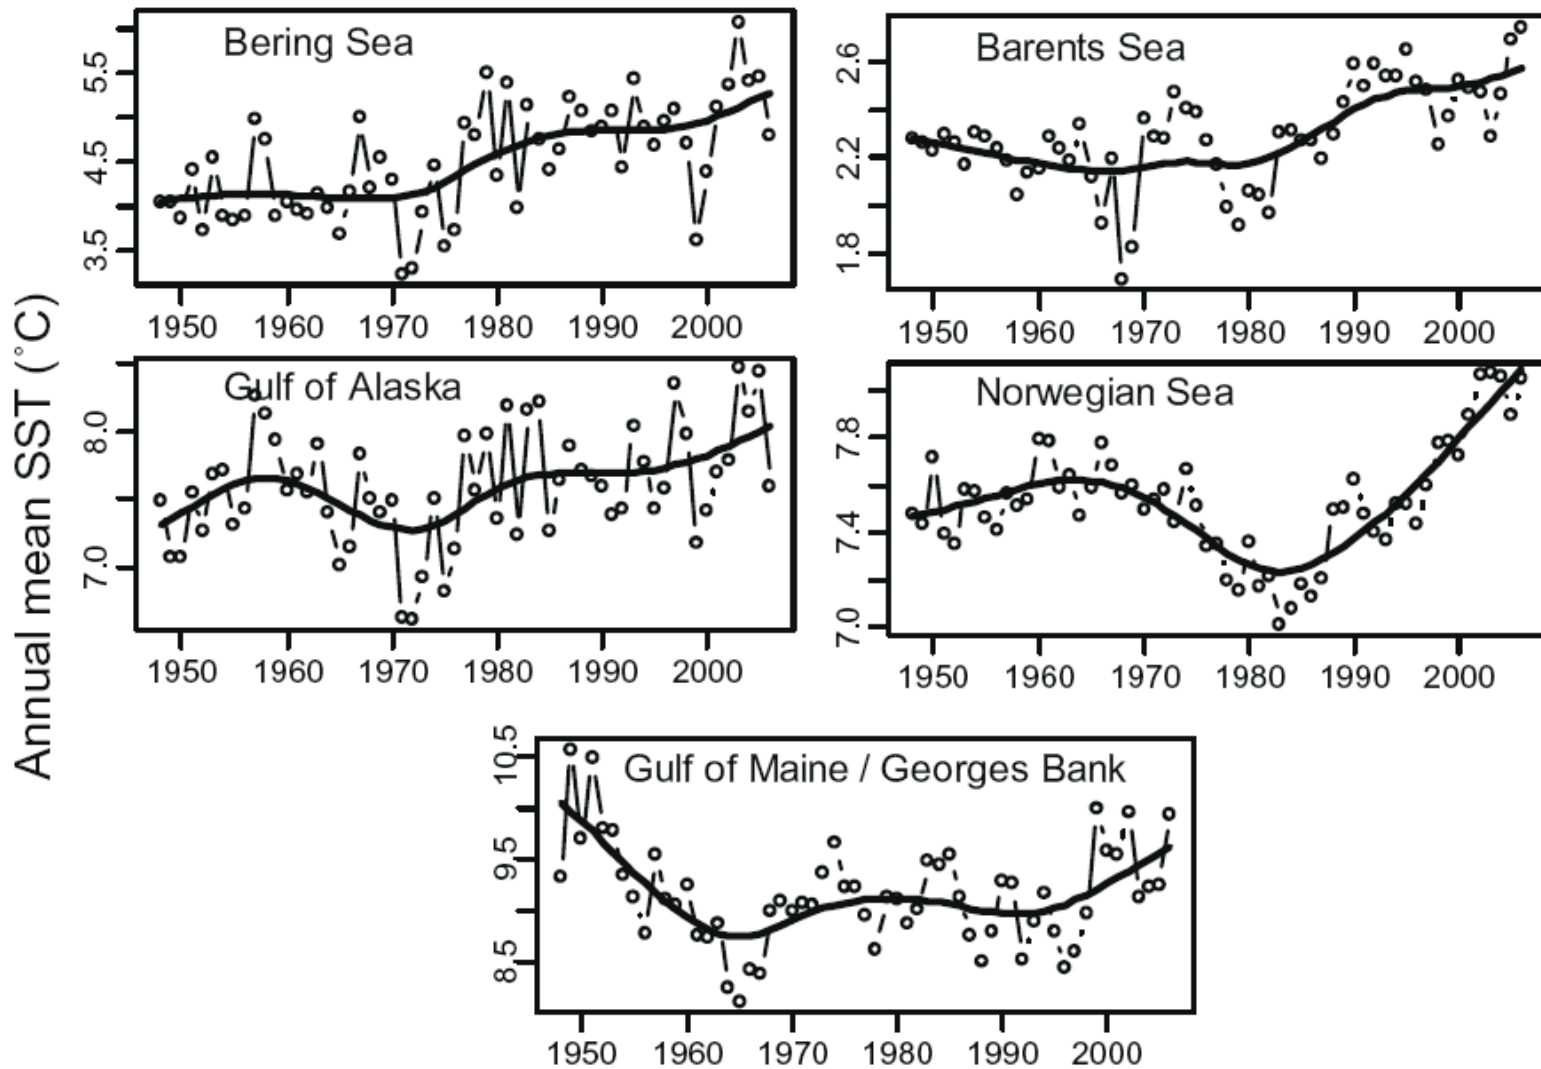 Annual mean SST (°C)
Bering Sea
5.5
4.5
3.5
1950 1960 1970 1980 1990 2000
Barents Sea
2.6
2.2
1.8
1950 1960 1970 1980 1990 2000
Gulf of Alaska
8.0
7.0
1950 1960 1970 1980 1990 2000
Norwegian Sea
7.8
7.4
7.0
1950 1960 1970 1980 1990 2000
Gulf of Maine / Georges Bank
10.5
9.5
8.5
1950 1960 1970 1980 1990 2000